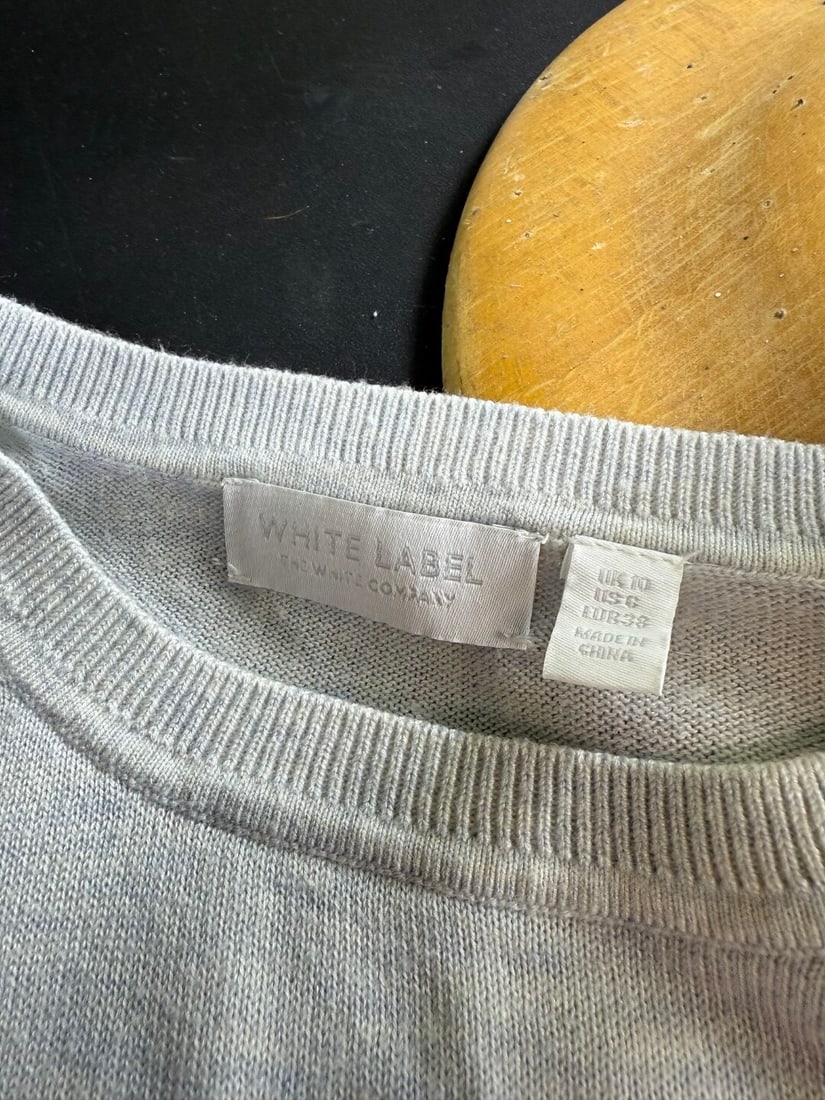 WHITE LABEL
THE WHITE COMPANY
UK 10
US 6
EUR 38
MADE IN
CHINA